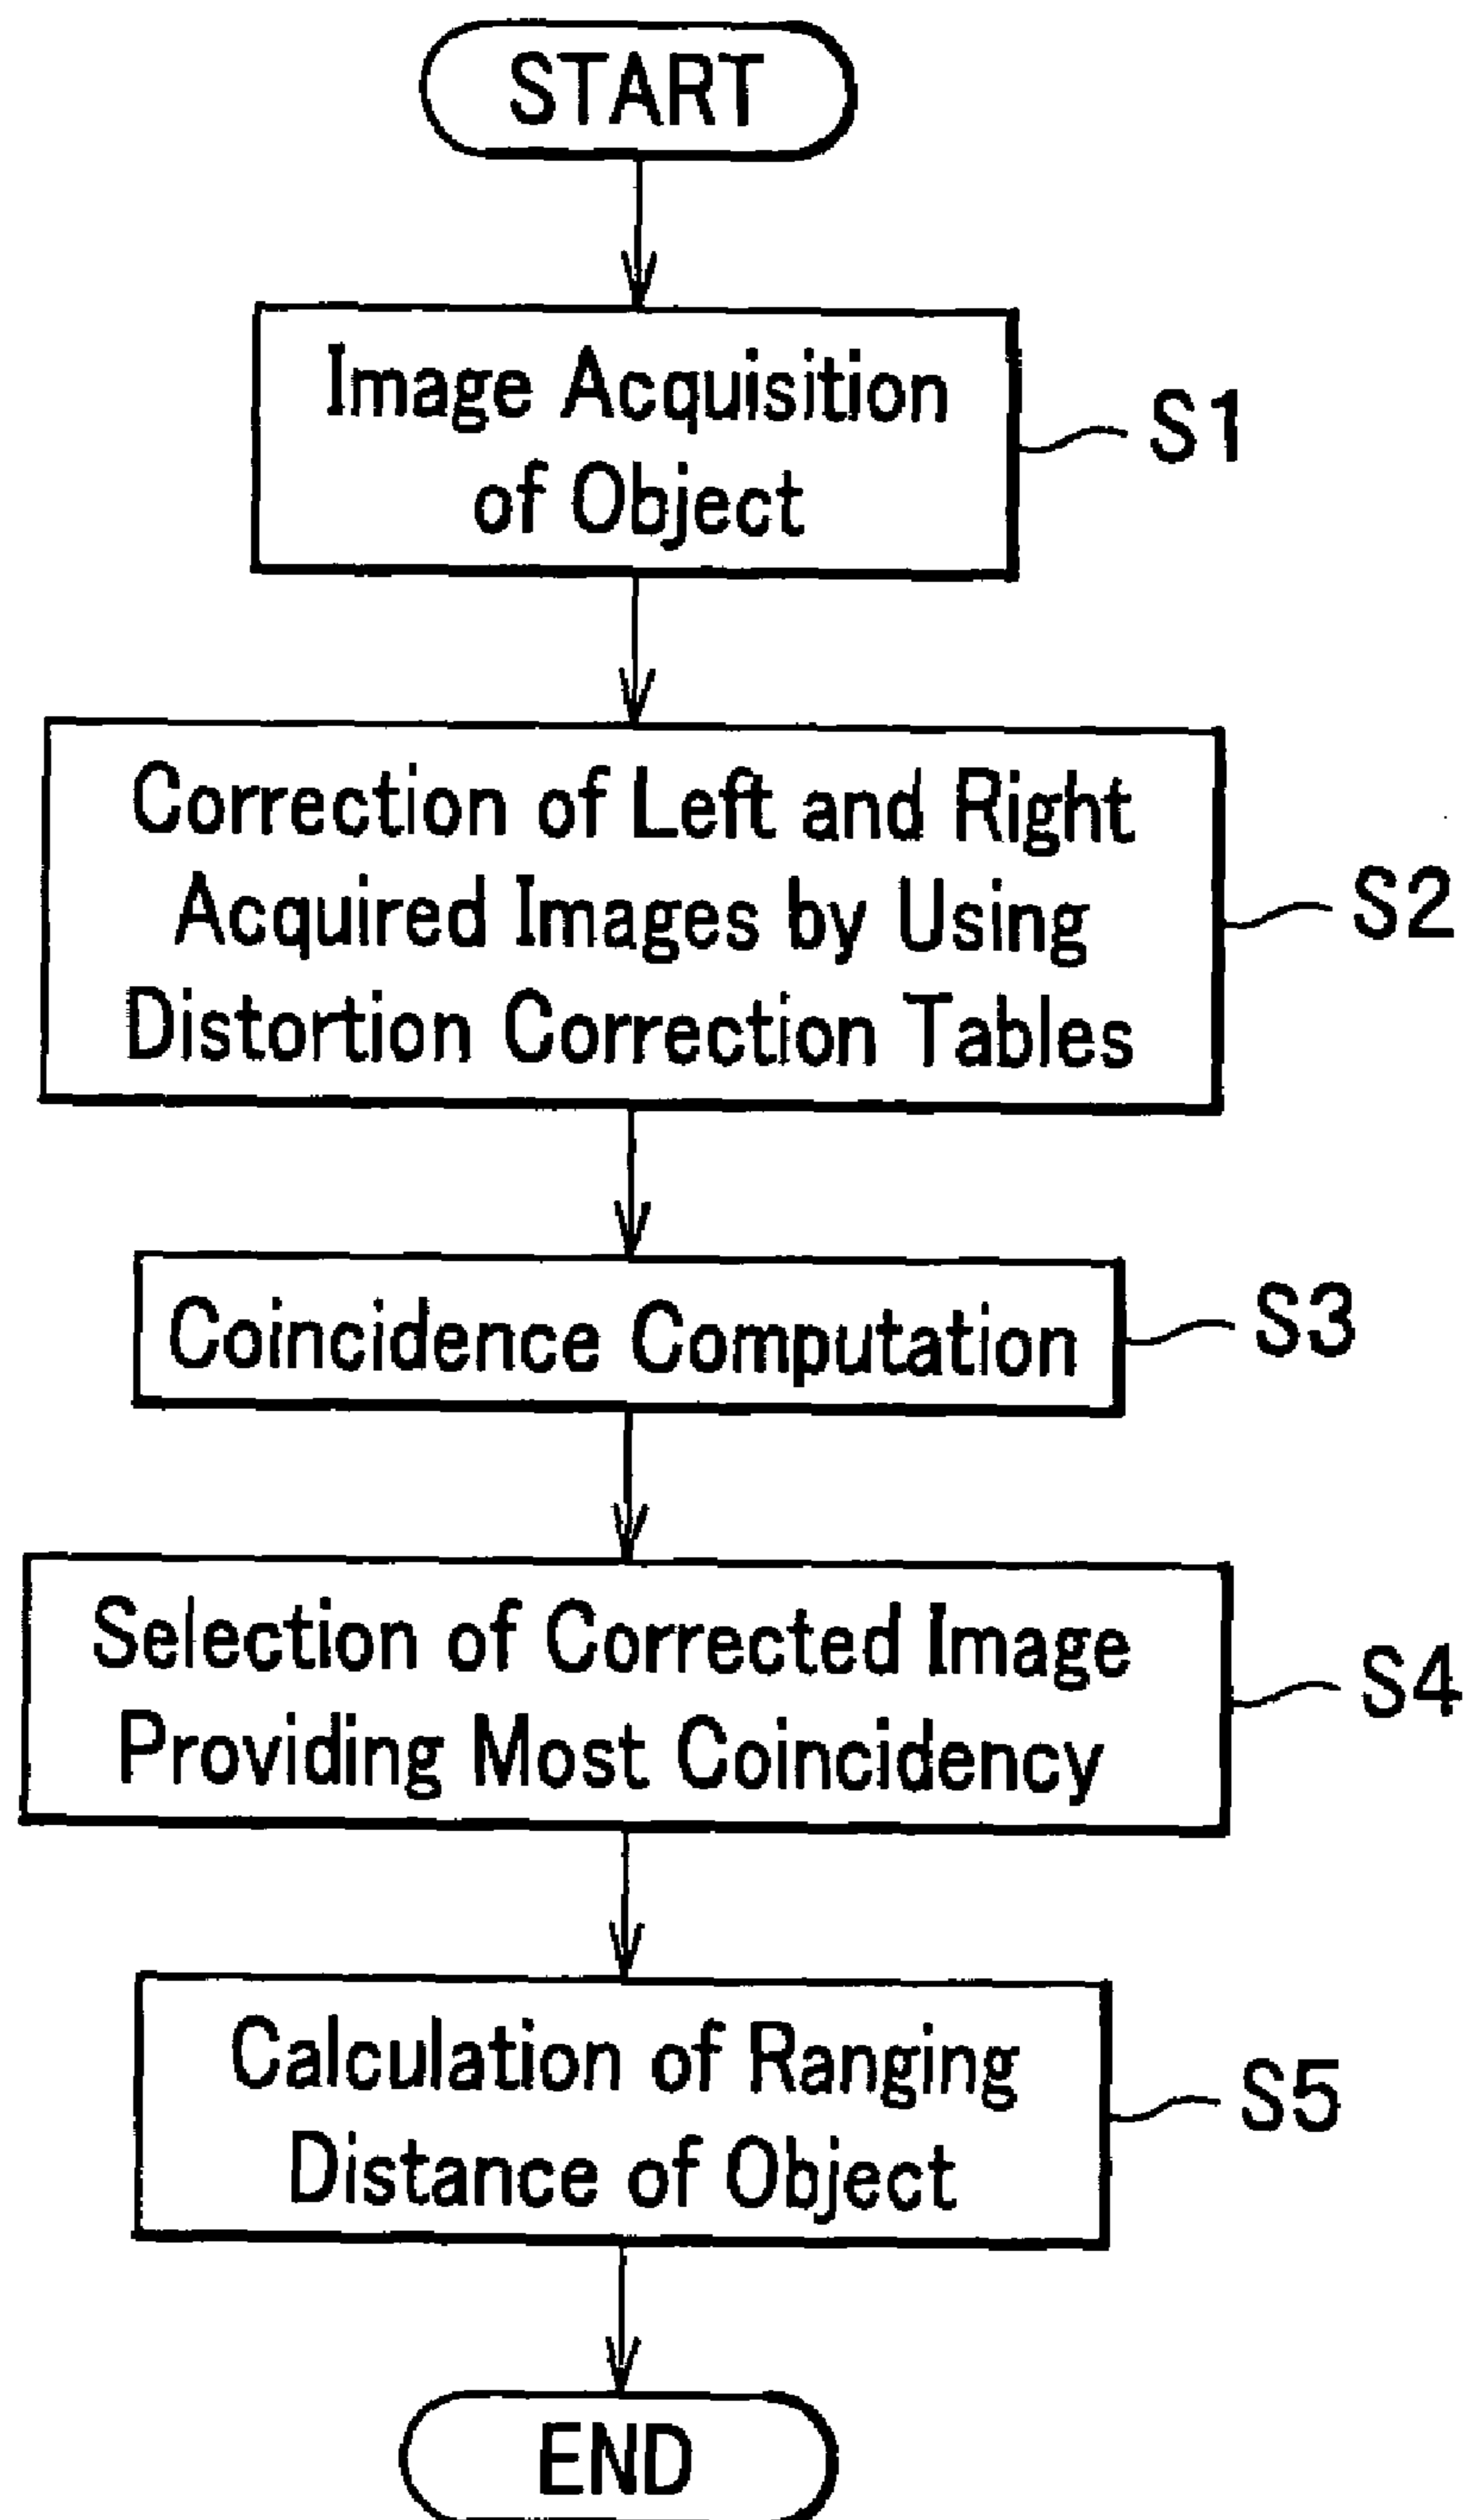 START
Image Acquisition
of Object
S1
Correction of Left and Right
Acquired Images by Using
Distortion Correction Tables
S2
Coincidence Computation
S3
Selection of Corrected Image
Providing Most Coincidency
S4
Calculation of Ranging
Distance of Object
S5
END